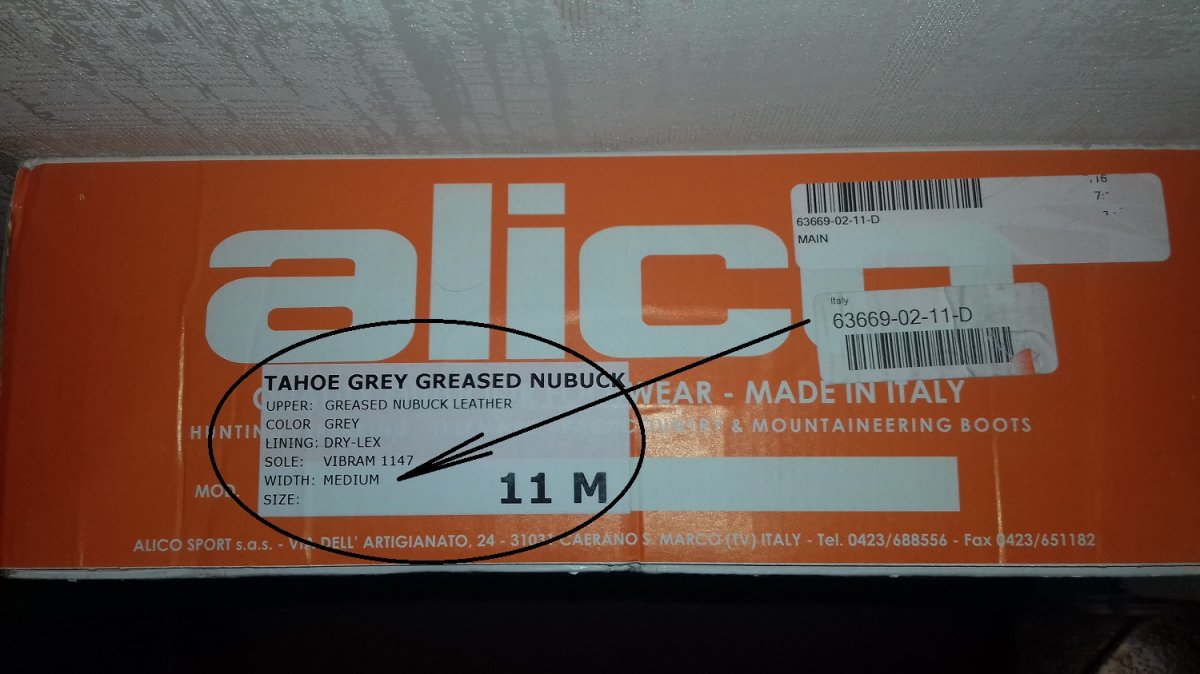 alico
63669-02-11-D
MAIN
Italy
63669-02-11-D
TAHOE GREY GREASED NUBUCK
UPPER: GREASED NUBUCK LEATHER
COLOR GREY
LINING: DRY-LEX
SOLE: VIBRAM 1147
WIDTH: MEDIUM
SIZE: 11 M
WEAR - MADE IN ITALY
& MOUNTAINEERING BOOTS
MOD.
ALICO SPORT s.a.s. - VIA DELL' ARTIGIANATO, 24 - 31031 CAERANO S. MARCO (TV) ITALY - Tel. 0423/688556 - Fax 0423/651182